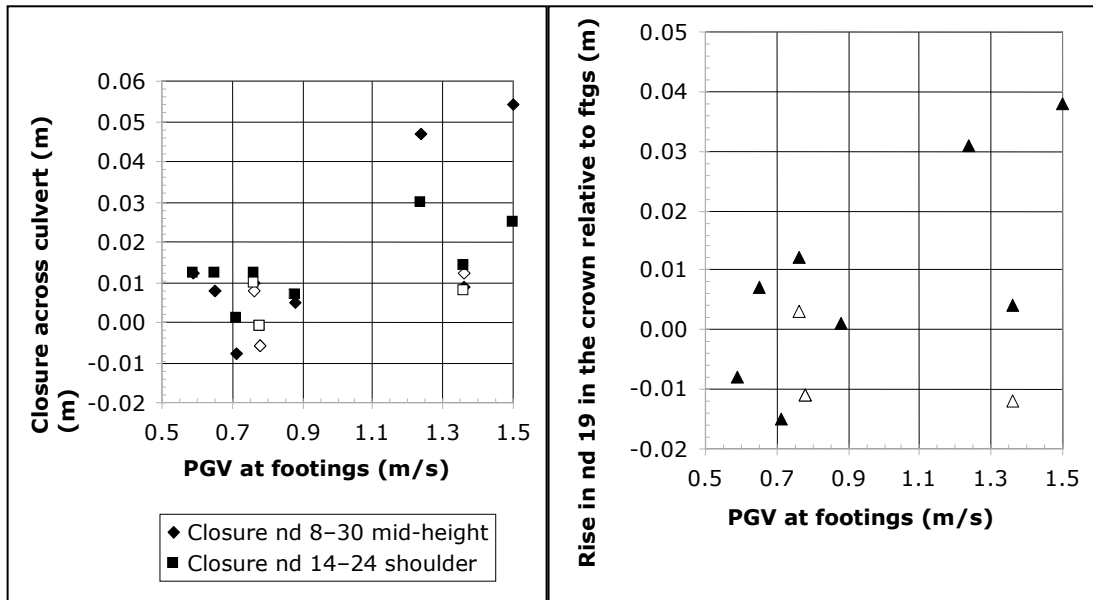 Closure across culvert (m)
(m)
0.06
0.05
0.04
0.03
0.02
0.01
0.00
-0.01
-0.02
0.5 0.7 0.9 1.1 1.3 1.5
PGV at footings (m/s)
Closure nd 8–30 mid-height
Closure nd 14–24 shoulder
Rise in nd 19 in the crown relative to ftgs (m)
0.05
0.04
0.03
0.02
0.01
0.00
-0.01
-0.02
0.5 0.7 0.9 1.1 1.3 1.5
PGV at footings (m/s)